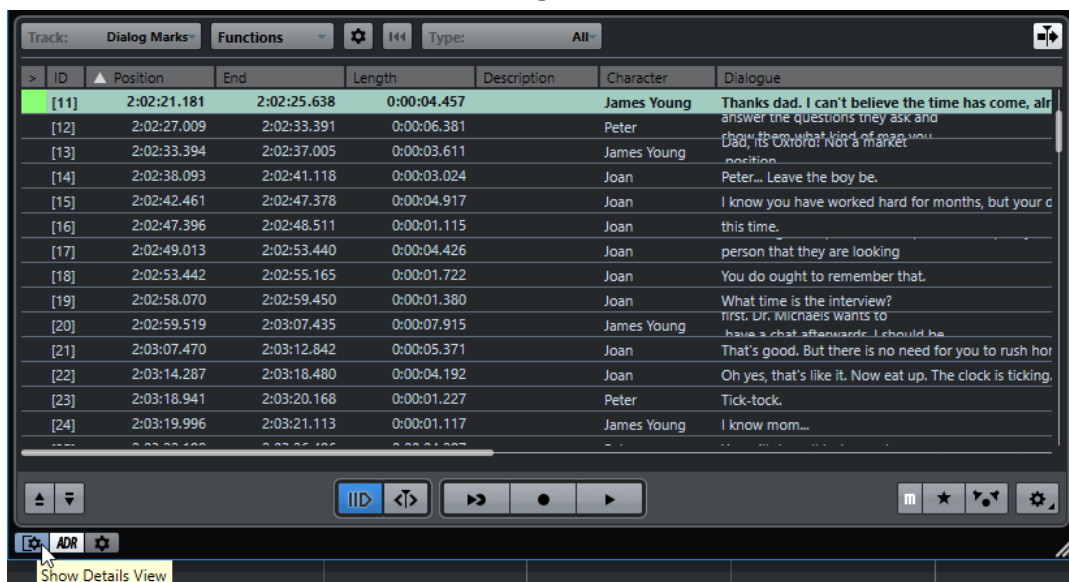 Track: Dialog Marks Functions Type: All
> ID Position End Length Description Character Dialogue
[11] 2:02:21.181 2:02:25.638 0:00:04.457 James Young Thanks dad. I can't believe the time has come, alr
[12] 2:02:27.009 2:02:33.391 0:00:06.381 Peter answer the questions they ask and
show them what kind of man you
[13] 2:02:33.394 2:02:37.005 0:00:03.611 James Young Dad, its Oxford! Not a market
position
[14] 2:02:38.093 2:02:41.118 0:00:03.024 Joan Peter... Leave the boy be.
[15] 2:02:42.461 2:02:47.378 0:00:04.917 Joan I know you have worked hard for months, but your d
[16] 2:02:47.396 2:02:48.511 0:00:01.115 Joan this time.
[17] 2:02:49.013 2:02:53.440 0:00:04.426 Joan person that they are looking
[18] 2:02:53.442 2:02:55.165 0:00:01.722 Joan You do ought to remember that.
[19] 2:02:58.070 2:02:59.450 0:00:01.380 Joan What time is the interview?
[20] 2:02:59.519 2:03:07.435 0:00:07.915 James Young first. Dr. Michaels wants to
have a chat afterwards. I should be
[21] 2:03:07.470 2:03:12.842 0:00:05.371 Joan That's good. But there is no need for you to rush hor
[22] 2:03:14.287 2:03:18.480 0:00:04.192 Joan Oh yes, that's like it. Now eat up. The clock is ticking.
[23] 2:03:18.941 2:03:20.168 0:00:01.227 Peter Tick-tock.
[24] 2:03:19.996 2:03:21.113 0:00:01.117 James Young I know mom...
m
ADR
Show Details View